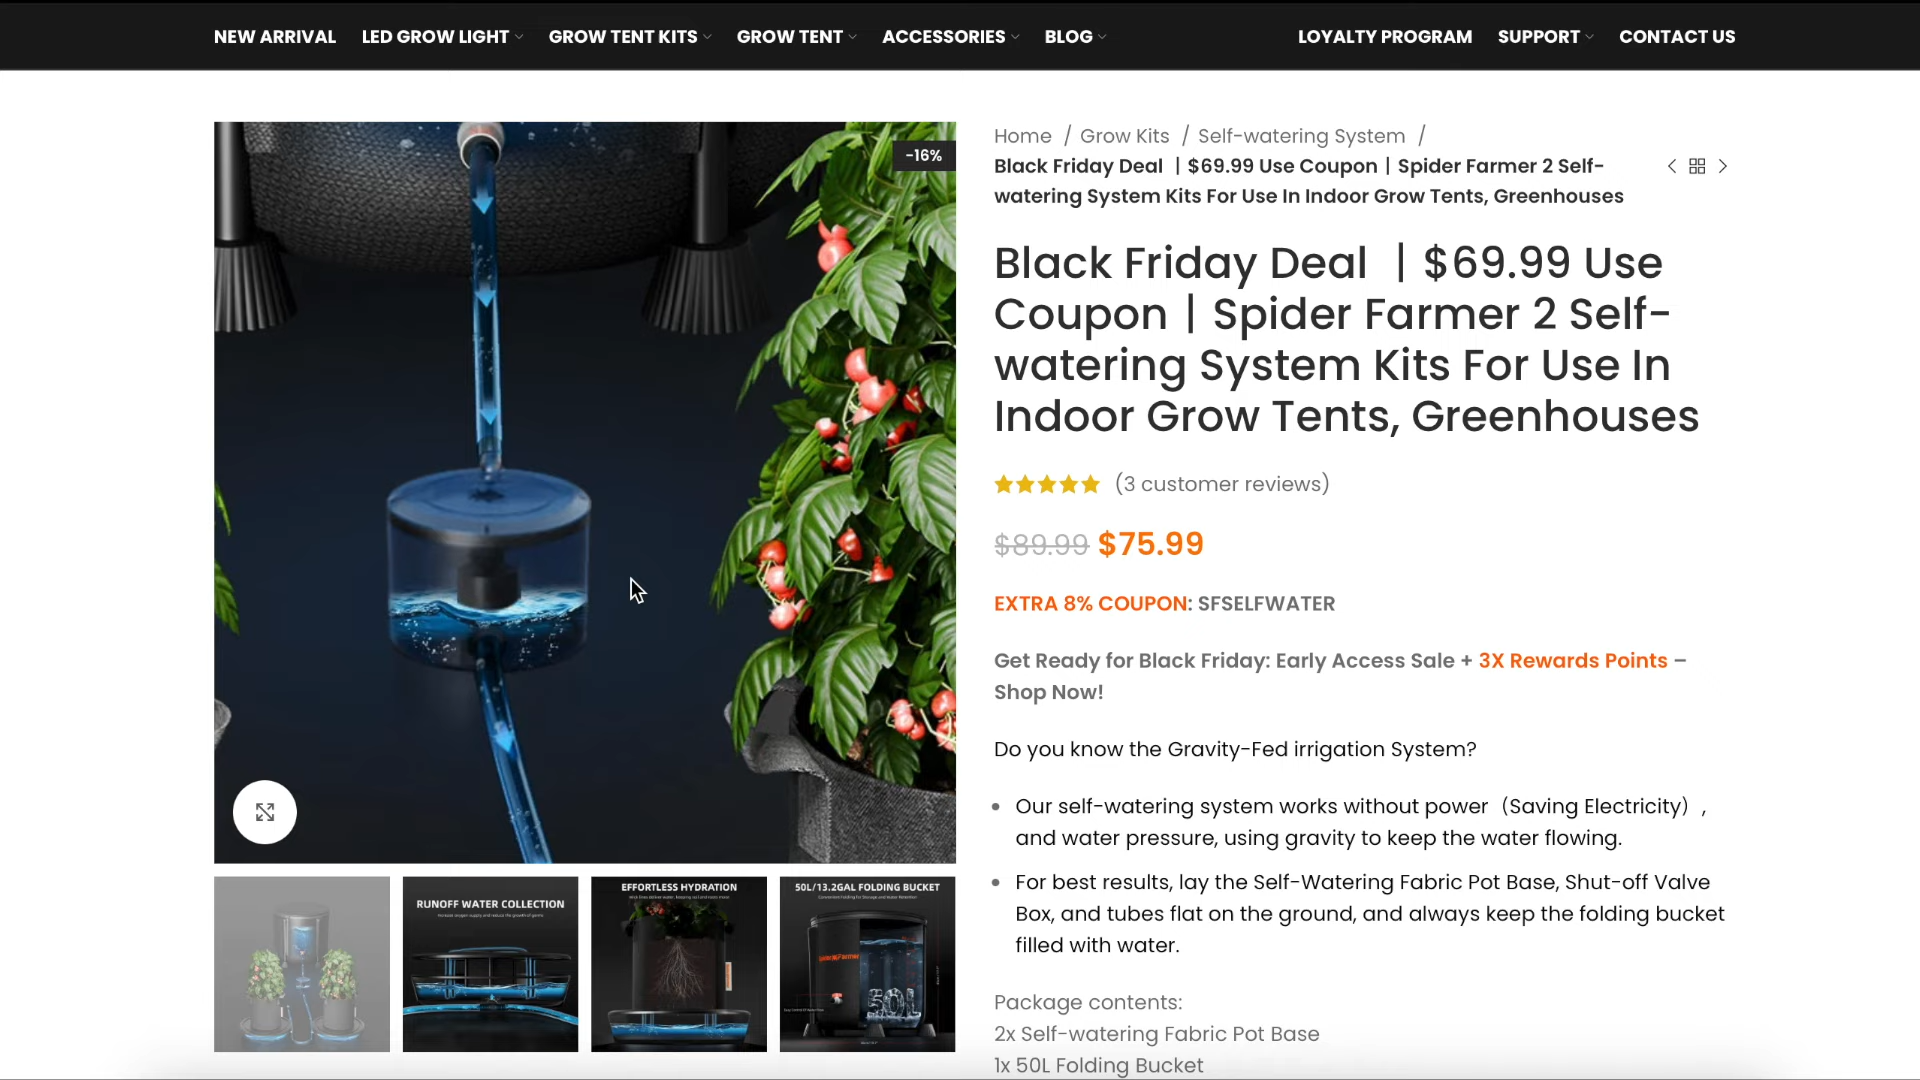 NEW ARRIVAL LED GROW LIGHT GROW TENT KITS GROW TENT ACCESSORIES BLOG LOYALTY PROGRAM SUPPORT CONTACT US
-16%
Home / Grow Kits / Self-watering System /
Black Friday Deal | $69.99 Use Coupon | Spider Farmer 2 Self-
watering System Kits For Use In Indoor Grow Tents, Greenhouses
Black Friday Deal | $69.99 Use
Coupon | Spider Farmer 2 Self-
watering System Kits For Use In
Indoor Grow Tents, Greenhouses
(3 customer reviews)
$89.99 $75.99
EXTRA 8% COUPON: SFSELFWATER
Get Ready for Black Friday: Early Access Sale + 3X Rewards Points –
Shop Now!
Do you know the Gravity-Fed irrigation System?
• Our self-watering system works without power（Saving Electricity）,
and water pressure, using gravity to keep the water flowing.
• For best results, lay the Self-Watering Fabric Pot Base, Shut-off Valve
Box, and tubes flat on the ground, and always keep the folding bucket
filled with water.
Package contents:
2x Self-watering Fabric Pot Base
1x 50L Folding Bucket
RUNOFF WATER COLLECTION
EFFORTLESS HYDRATION
50L/13.2GAL FOLDING BUCKET
50L